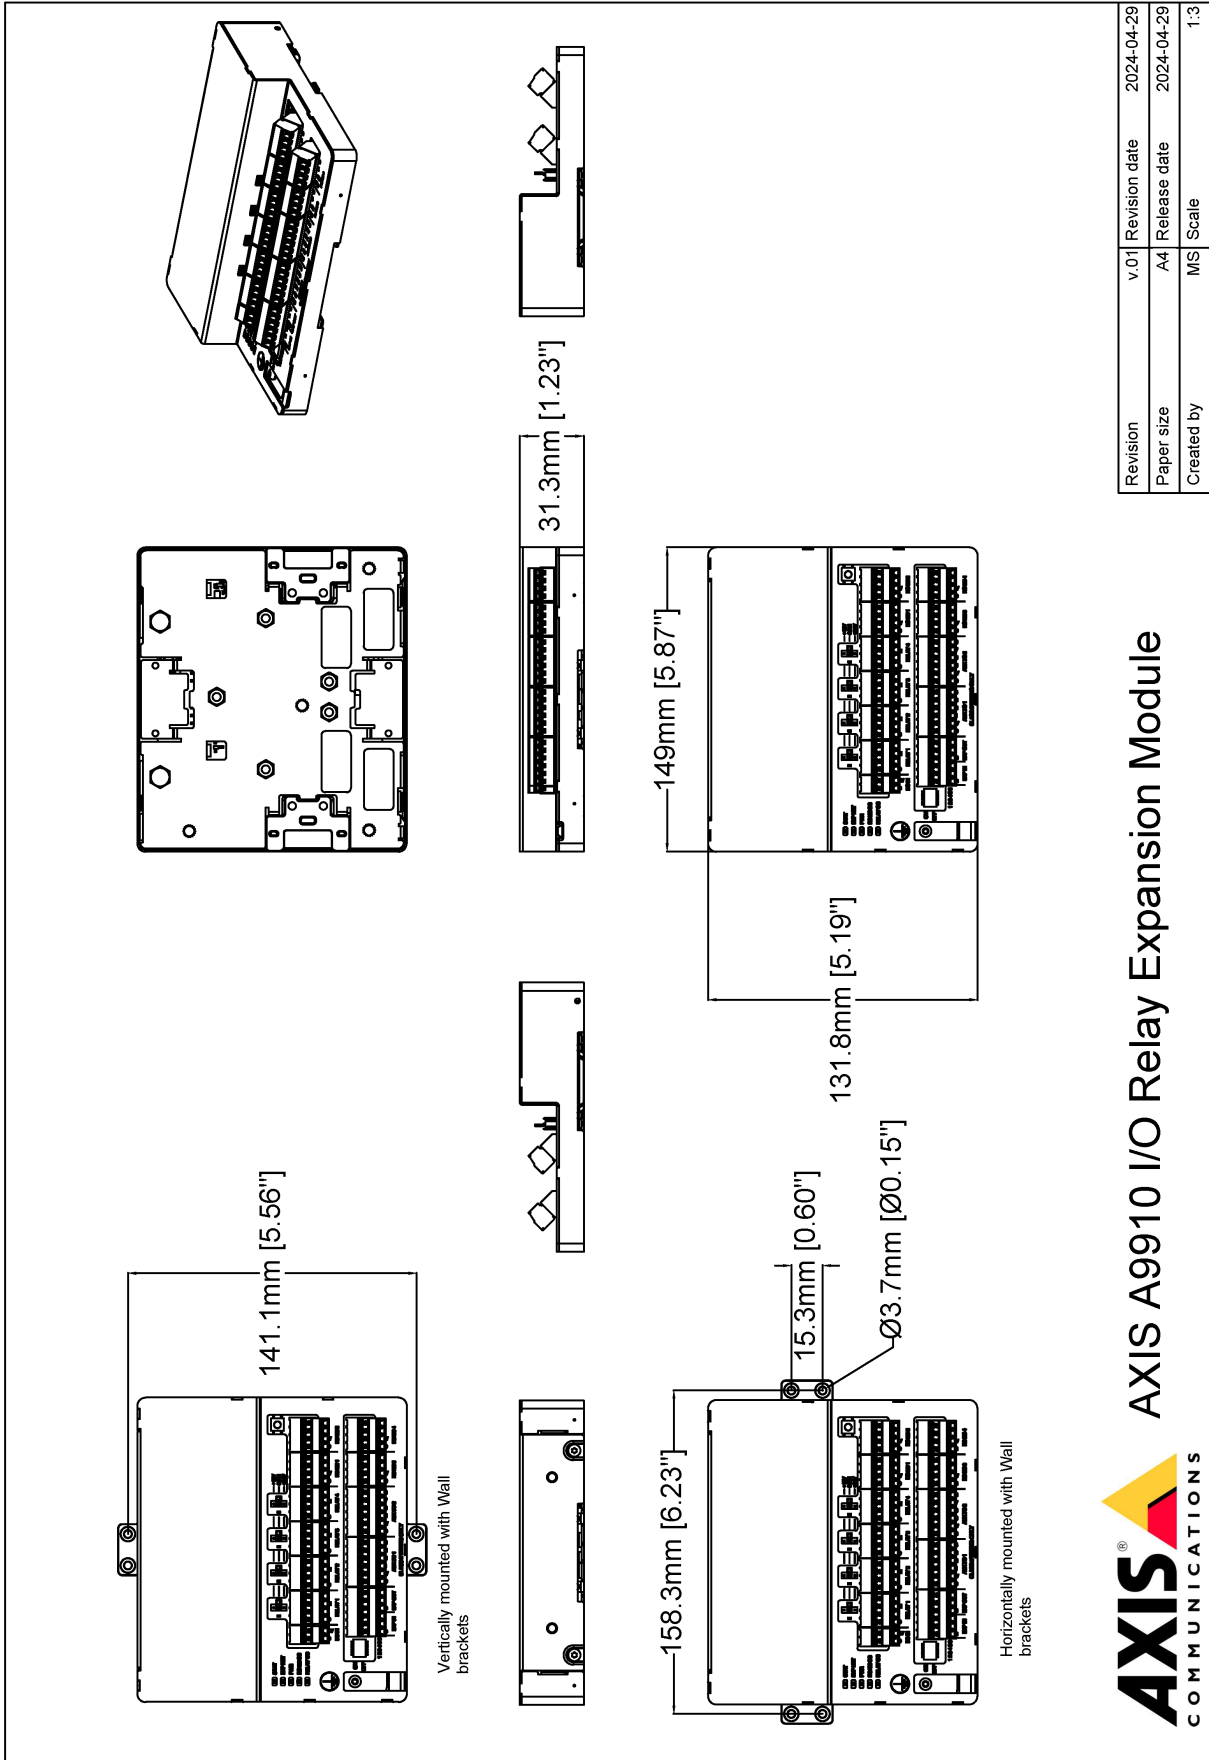 141.1mm [5.56"]
Vertically mounted with Wall
brackets
31.3mm [1.23"]
158.3mm [6.23"]
15.3mm [0.60"]
Ø3.7mm [Ø0.15"]
Horizontally mounted with Wall
brackets
131.8mm [5.19"]
149mm [5.87"]
AXIS®
COMMUNICATIONS
AXIS A9910 I/O Relay Expansion Module
Revision v.01 Revision date 2024-04-29
Paper size A4 Release date 2024-04-29
Created by MS Scale 1:3